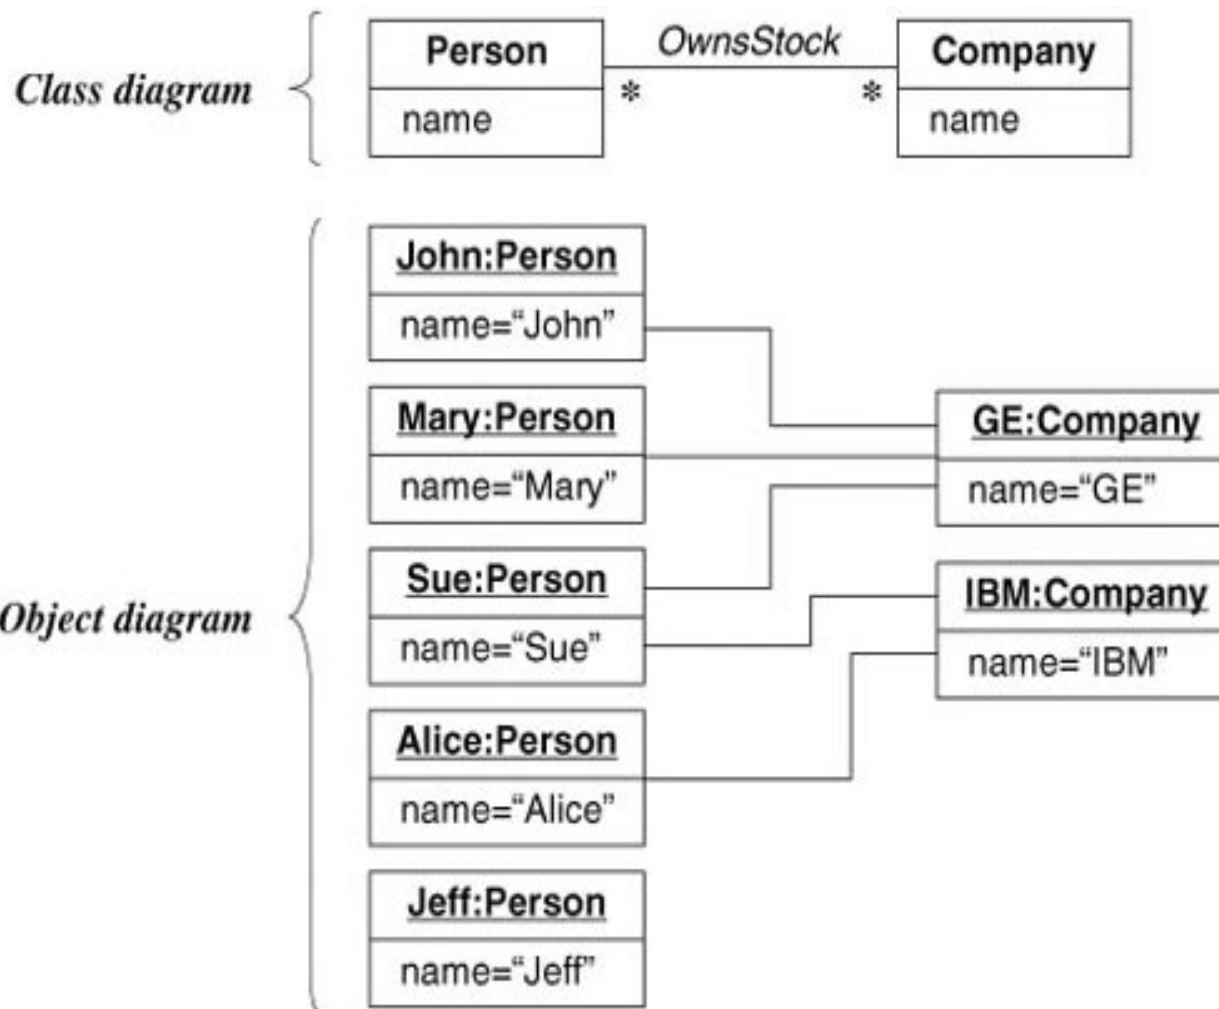 Class diagram
Person
name
OwnsStock
*
*
Company
name
Object diagram
John:Person
name=“John”
Mary:Person
name=“Mary”
Sue:Person
name=“Sue”
Alice:Person
name=“Alice”
Jeff:Person
name=“Jeff”
GE:Company
name=“GE”
IBM:Company
name=“IBM”